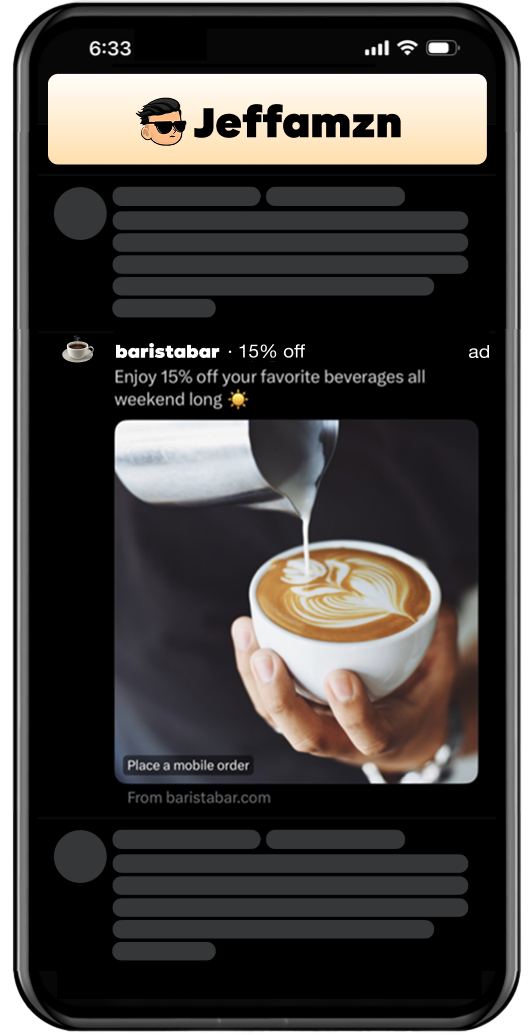 6:33
Jeffamzn
baristabar · 15% off ad
Enjoy 15% off your favorite beverages all
weekend long ☀️
Place a mobile order
From baristabar.com